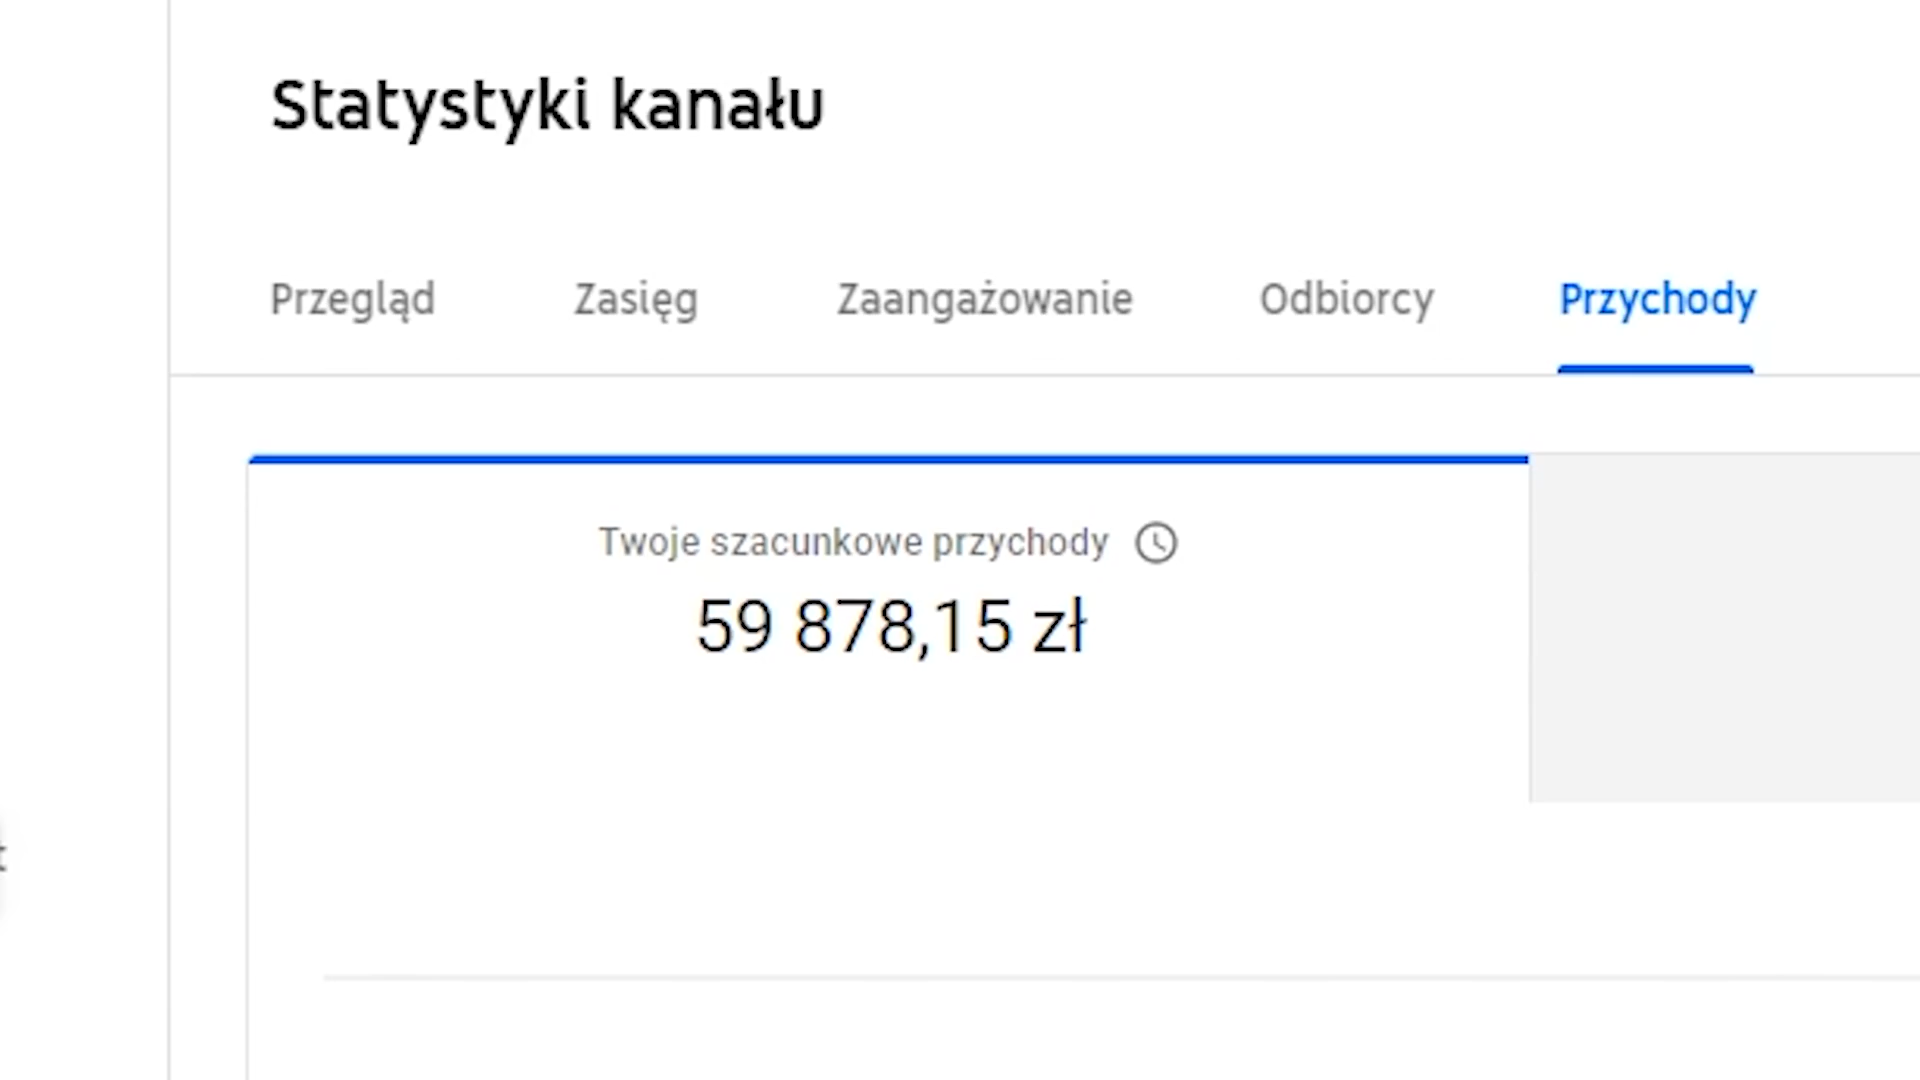 Statystyki kanału
Przegląd Zasięg Zaangażowanie Odbiorcy Przychody
Twoje szacunkowe przychody
59 878,15 zł